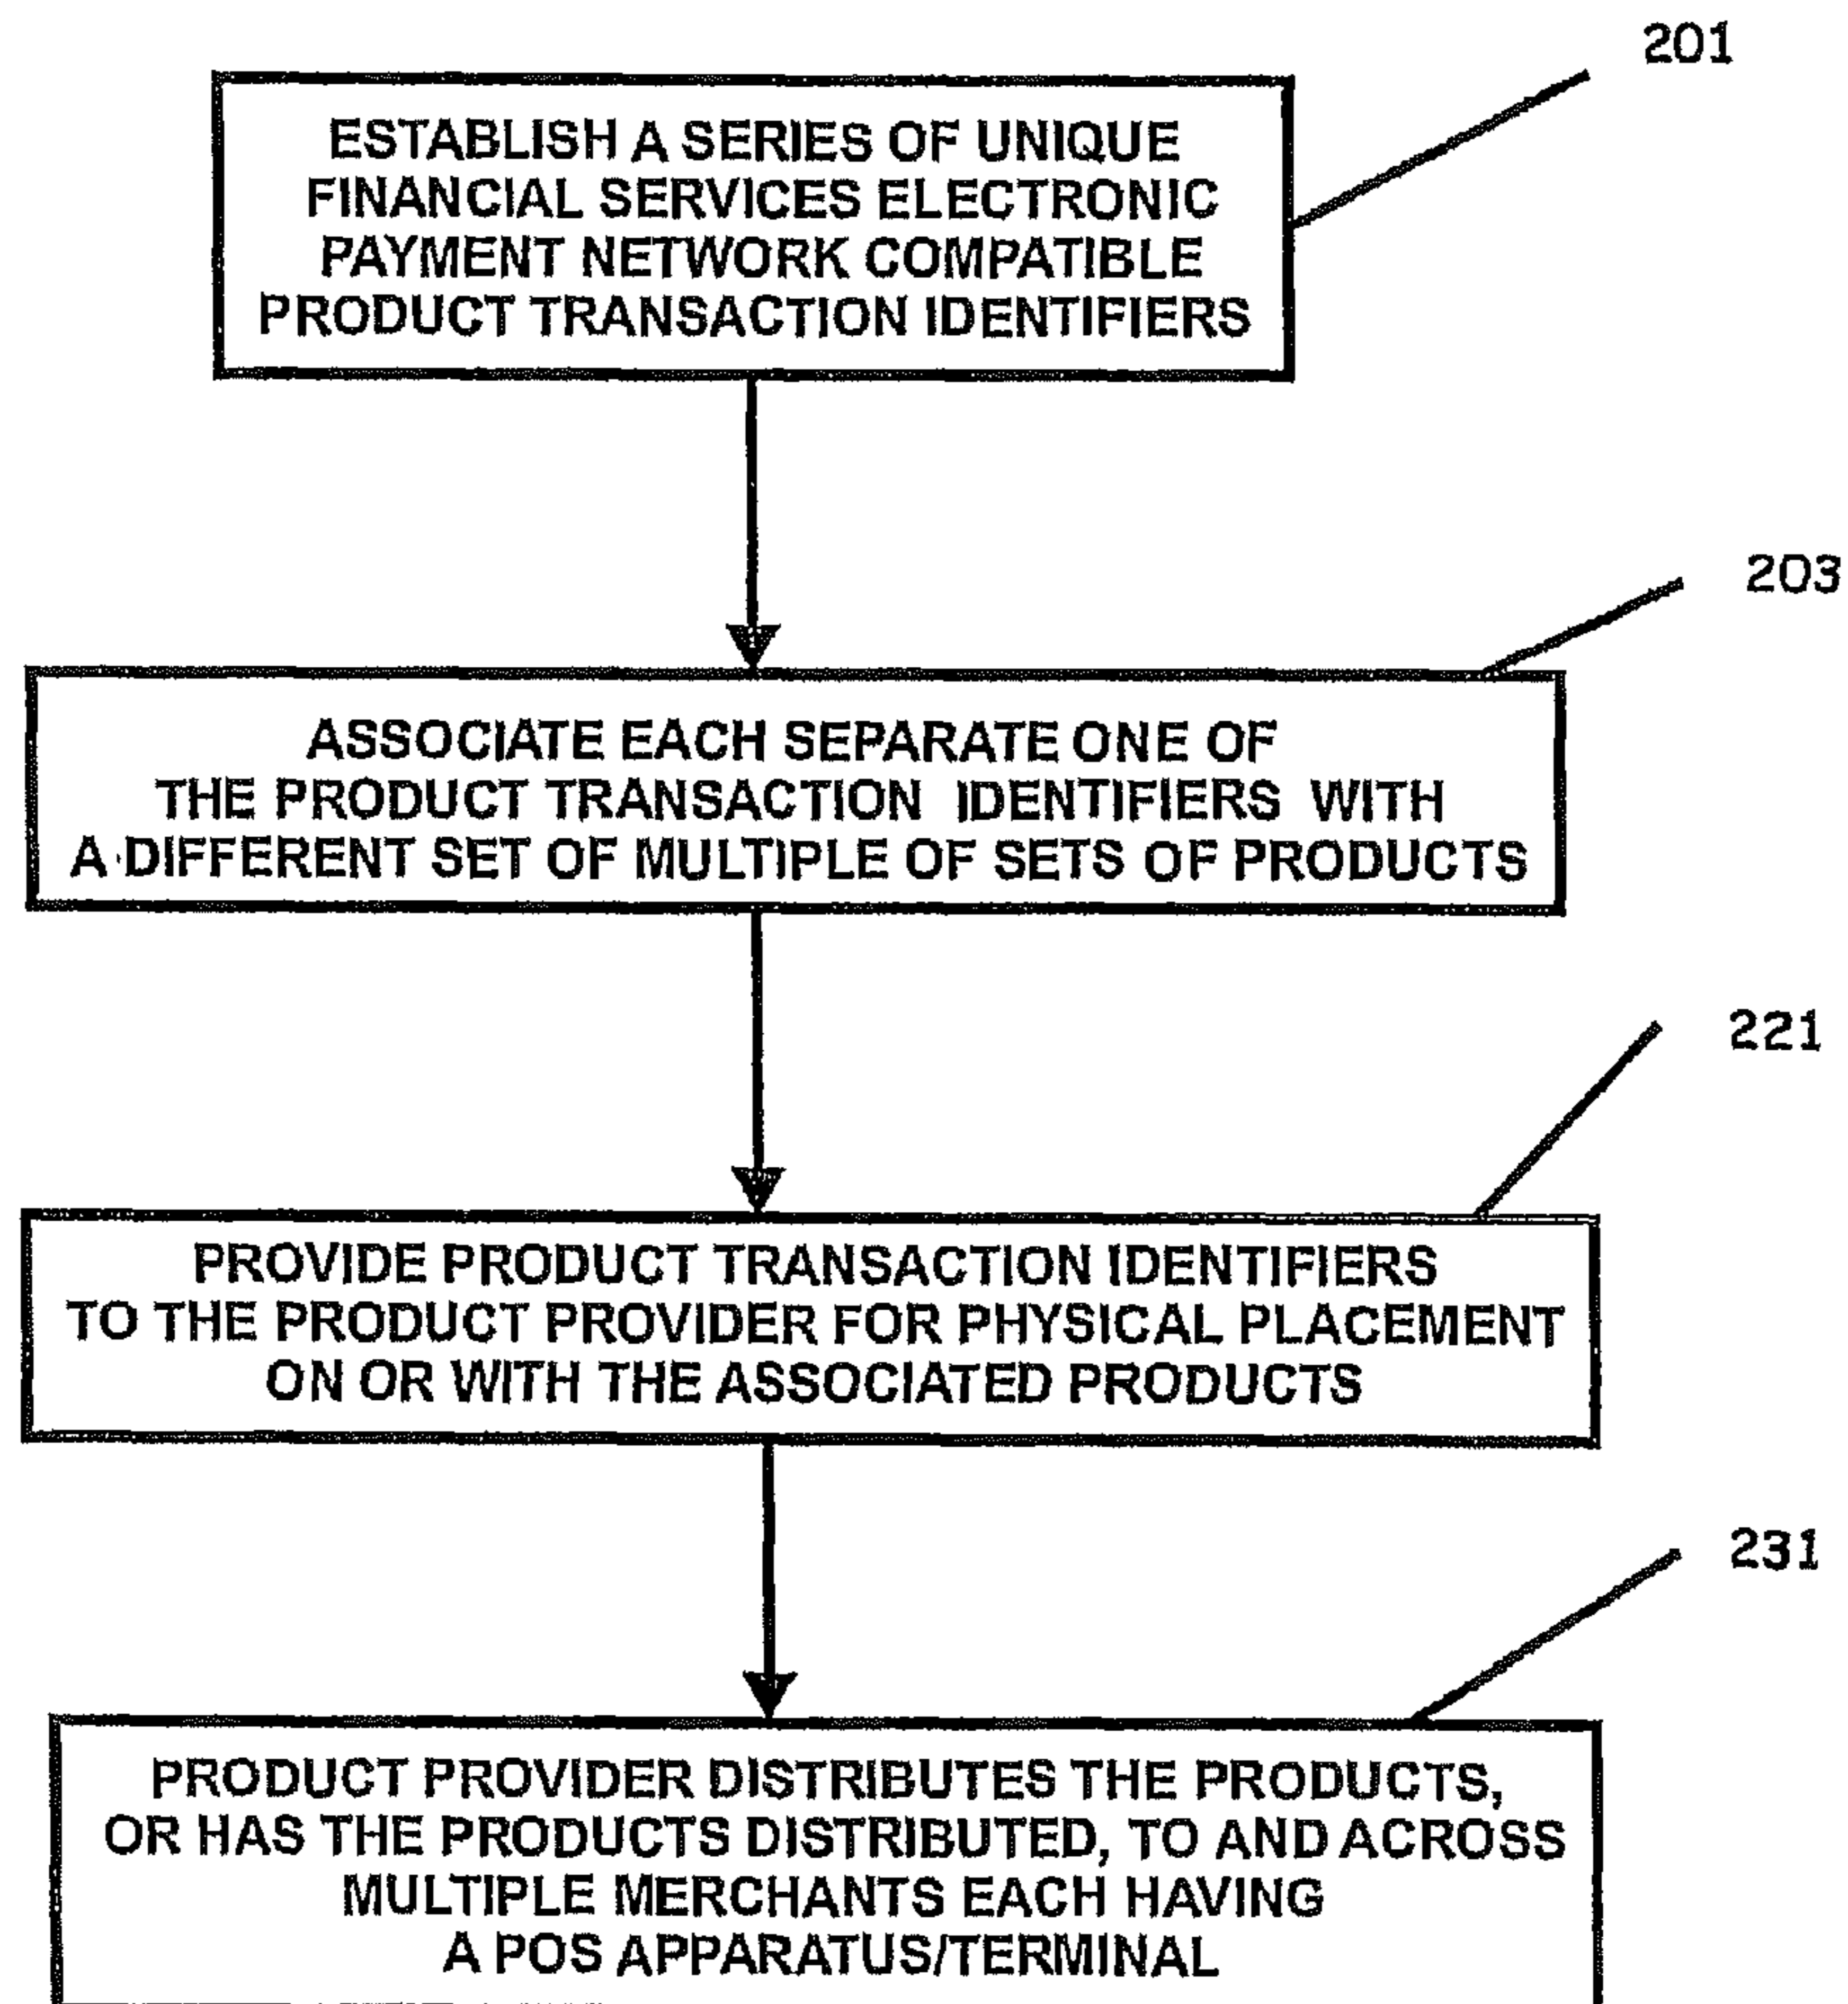 201
ESTABLISH A SERIES OF UNIQUE
FINANCIAL SERVICES ELECTRONIC
PAYMENT NETWORK COMPATIBLE
PRODUCT TRANSACTION IDENTIFIERS
203
ASSOCIATE EACH SEPARATE ONE OF
THE PRODUCT TRANSACTION IDENTIFIERS WITH
A DIFFERENT SET OF MULTIPLE OF SETS OF PRODUCTS
221
PROVIDE PRODUCT TRANSACTION IDENTIFIERS
TO THE PRODUCT PROVIDER FOR PHYSICAL PLACEMENT
ON OR WITH THE ASSOCIATED PRODUCTS
231
PRODUCT PROVIDER DISTRIBUTES THE PRODUCTS,
OR HAS THE PRODUCTS DISTRIBUTED, TO AND ACROSS
MULTIPLE MERCHANTS EACH HAVING
A POS APPARATUS/TERMINAL